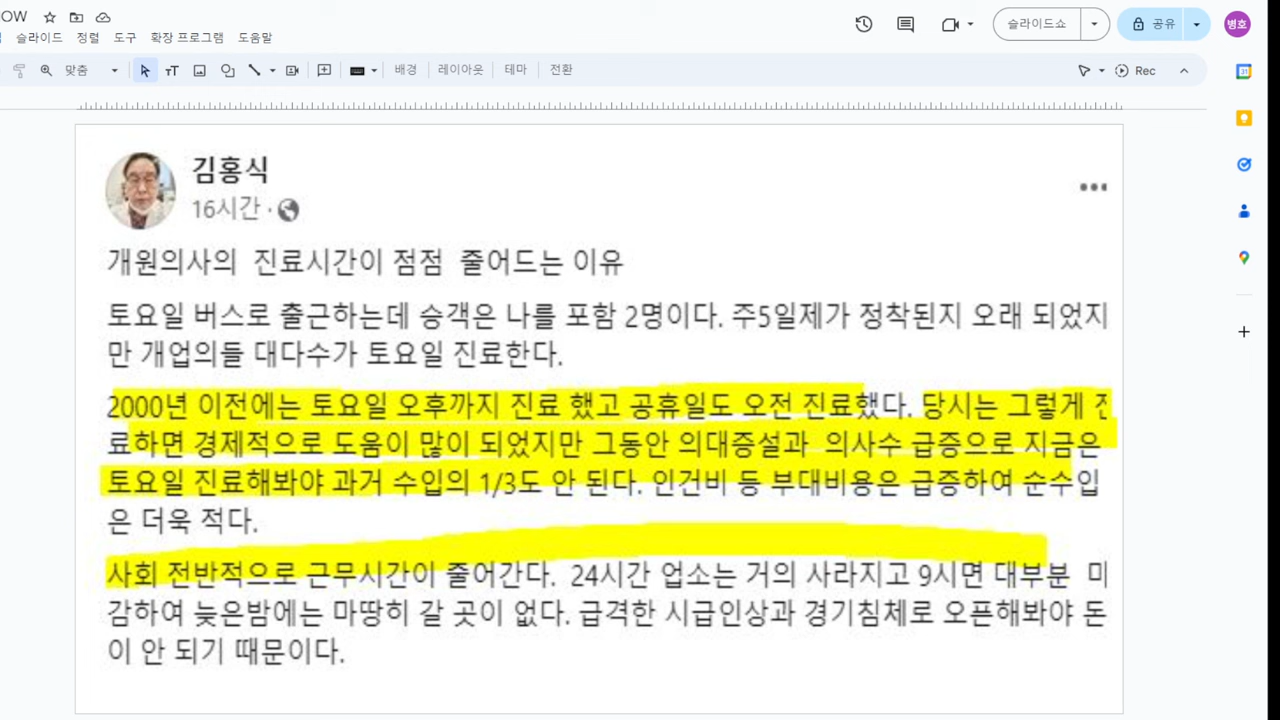 OW
슬라이드 정렬 도구 확장 프로그램 도움말
슬라이드쇼
공유
병호
맞춤
배경 레이아웃 테마 전환
Rec
31
김홍식
16시간 ·
개원의사의 진료시간이 점점 줄어드는 이유
토요일 버스로 출근하는데 승객은 나를 포함 2명이다. 주5일제가 정착된지 오래 되었지
만 개업의들 대다수가 토요일 진료한다.
2000년 이전에는 토요일 오후까지 진료 했고 공휴일도 오전 진료했다. 당시는 그렇게 진
료하면 경제적으로 도움이 많이 되었지만 그동안 의대증설과 의사수 급증으로 지금은
토요일 진료해봐야 과거 수입의 1/3도 안 된다. 인건비 등 부대비용은 급증하여 순수입
은 더욱 적다.
사회 전반적으로 근무시간이 줄어간다. 24시간 업소는 거의 사라지고 9시면 대부분 미
감하여 늦은밤에는 마땅히 갈 곳이 없다. 급격한 시급인상과 경기침체로 오픈해봐야 돈
이 안 되기 때문이다.